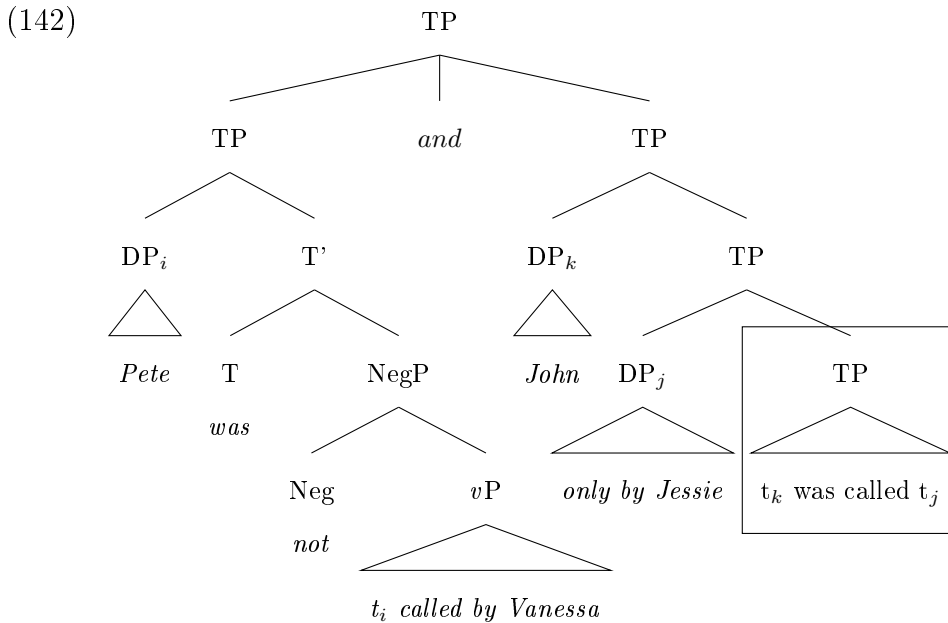 (142) TP
TP and TP
DP_i T' DP_k TP
Pete T NegP John DP_j TP
was
Neg vP only by Jessie t_k was called t_j
not
t_i called by Vanessa